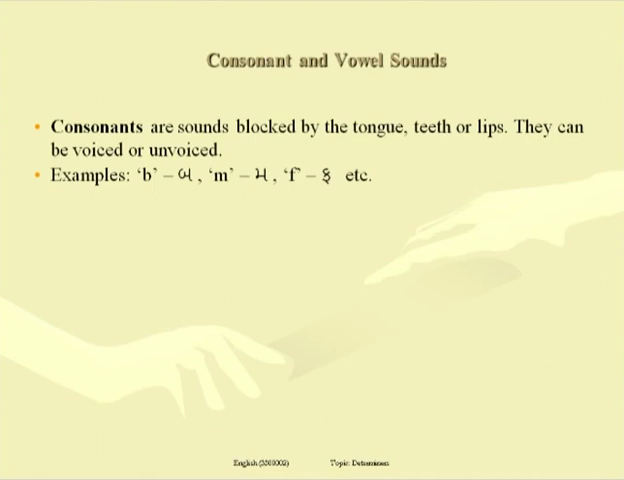 Consonant and Vowel Sounds
• Consonants are sounds blocked by the tongue, teeth or lips. They can
be voiced or unvoiced.
• Examples: ‘b’ – બ , ‘m’ – મ , ‘f’ – ફ etc.
English (3300002) Topic: Determiners